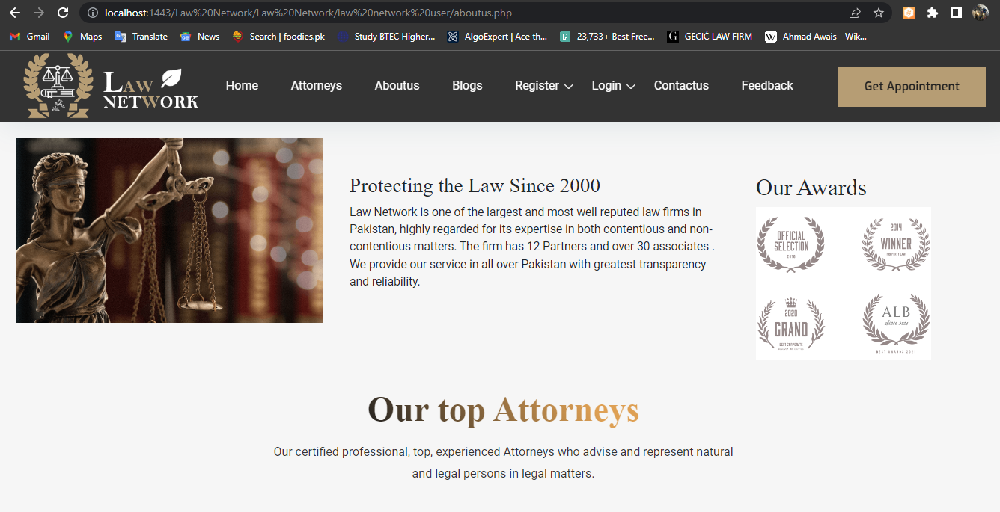 localhost:1443/Law%20Network/Law%20Network/law%20network%20user/aboutus.php
Gmail Maps Translate News Search | foodies.pk Study BTEC Higher... AlgoExpert | Ace th... 23,733+ Best Free... GECIĆ LAW FIRM Ahmad Awais - Wik...
LAW
NETWORK
Home Attorneys Aboutus Blogs Register Login Contactus Feedback Get Appointment
Protecting the Law Since 2000
Law Network is one of the largest and most well reputed law firms in
Pakistan, highly regarded for its expertise in both contentious and non-
contentious matters. The firm has 12 Partners and over 30 associates .
We provide our service in all over Pakistan with greatest transparency
and reliability.
Our Awards
OFFICIAL
SELECTION
2016
2014
WINNER
PROPERTY LAW
2020
GRAND
BEST CORPORATE
ALB
since 2014
BEST AWARDS 2021
Our top Attorneys
Our certified professional, top, experienced Attorneys who advise and represent natural
and legal persons in legal matters.